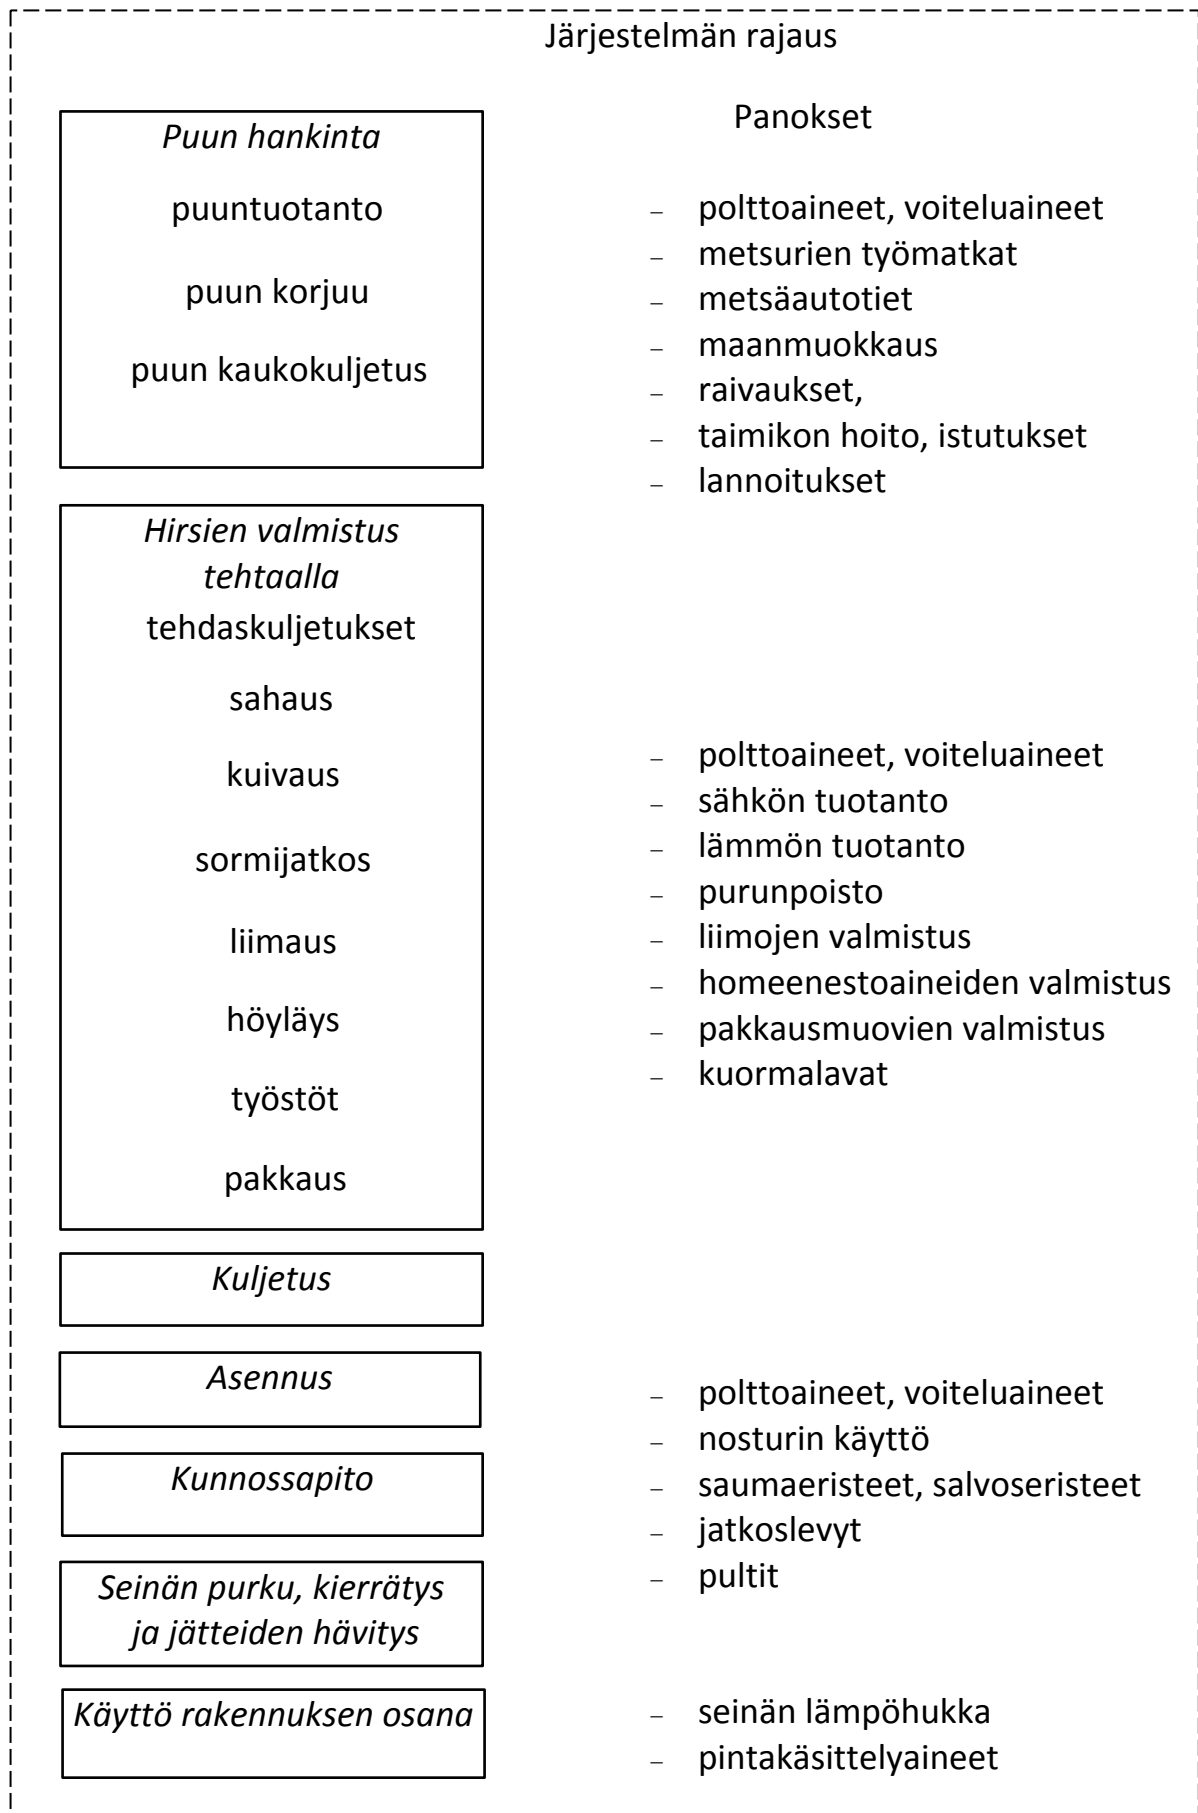 Järjestelmän rajaus
Panokset
Puun hankinta
puuntuotanto
puun korjuu
puun kaukokuljetus
– polttoaineet, voiteluaineet
– metsurien työmatkat
– metsäautotiet
– maanmuokkaus
– raivaukset,
– taimikon hoito, istutukset
– lannoitukset
Hirsien valmistus
tehtaalla
tehdaskuljetukset
sahaus
kuivaus
sormijatkos
liimaus
höyläys
työstöt
pakkaus
– polttoaineet, voiteluaineet
– sähkön tuotanto
– lämmön tuotanto
– purunpoisto
– liimojen valmistus
– homeenestoaineiden valmistus
– pakkausmuovien valmistus
– kuormalavat
Kuljetus
Asennus
Kunnossapito
Seinän purku, kierrätys
ja jätteiden hävitys
– polttoaineet, voiteluaineet
– nosturin käyttö
– saumaeristeet, salvoseristeet
– jatkoslevyt
– pultit
Käyttö rakennuksen osana
– seinän lämpöhukka
– pintakäsittelyaineet